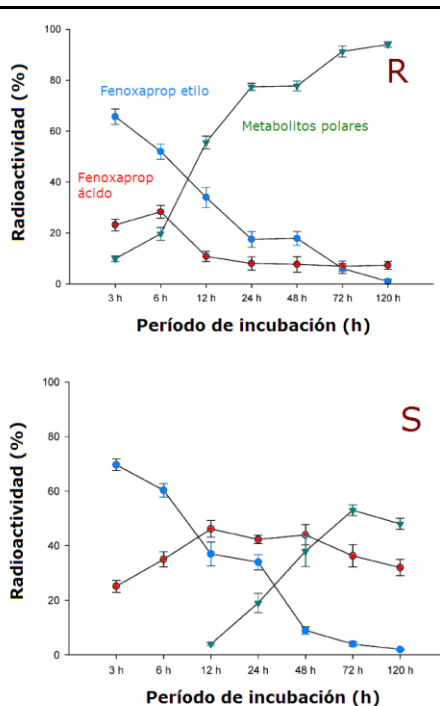 100
80
60
40
20
0
Radioactividad (%)
R
Fenoxaprop etilo
Metabolitos polares
Fenoxaprop
ácido
3 h 6 h 12 h 24 h 48 h 72 h 120 h
Período de incubación (h)
100
80
60
40
20
0
Radioactividad (%)
S
3 h 6 h 12 h 24 h 48 h 72 h 120 h
Período de incubación (h)